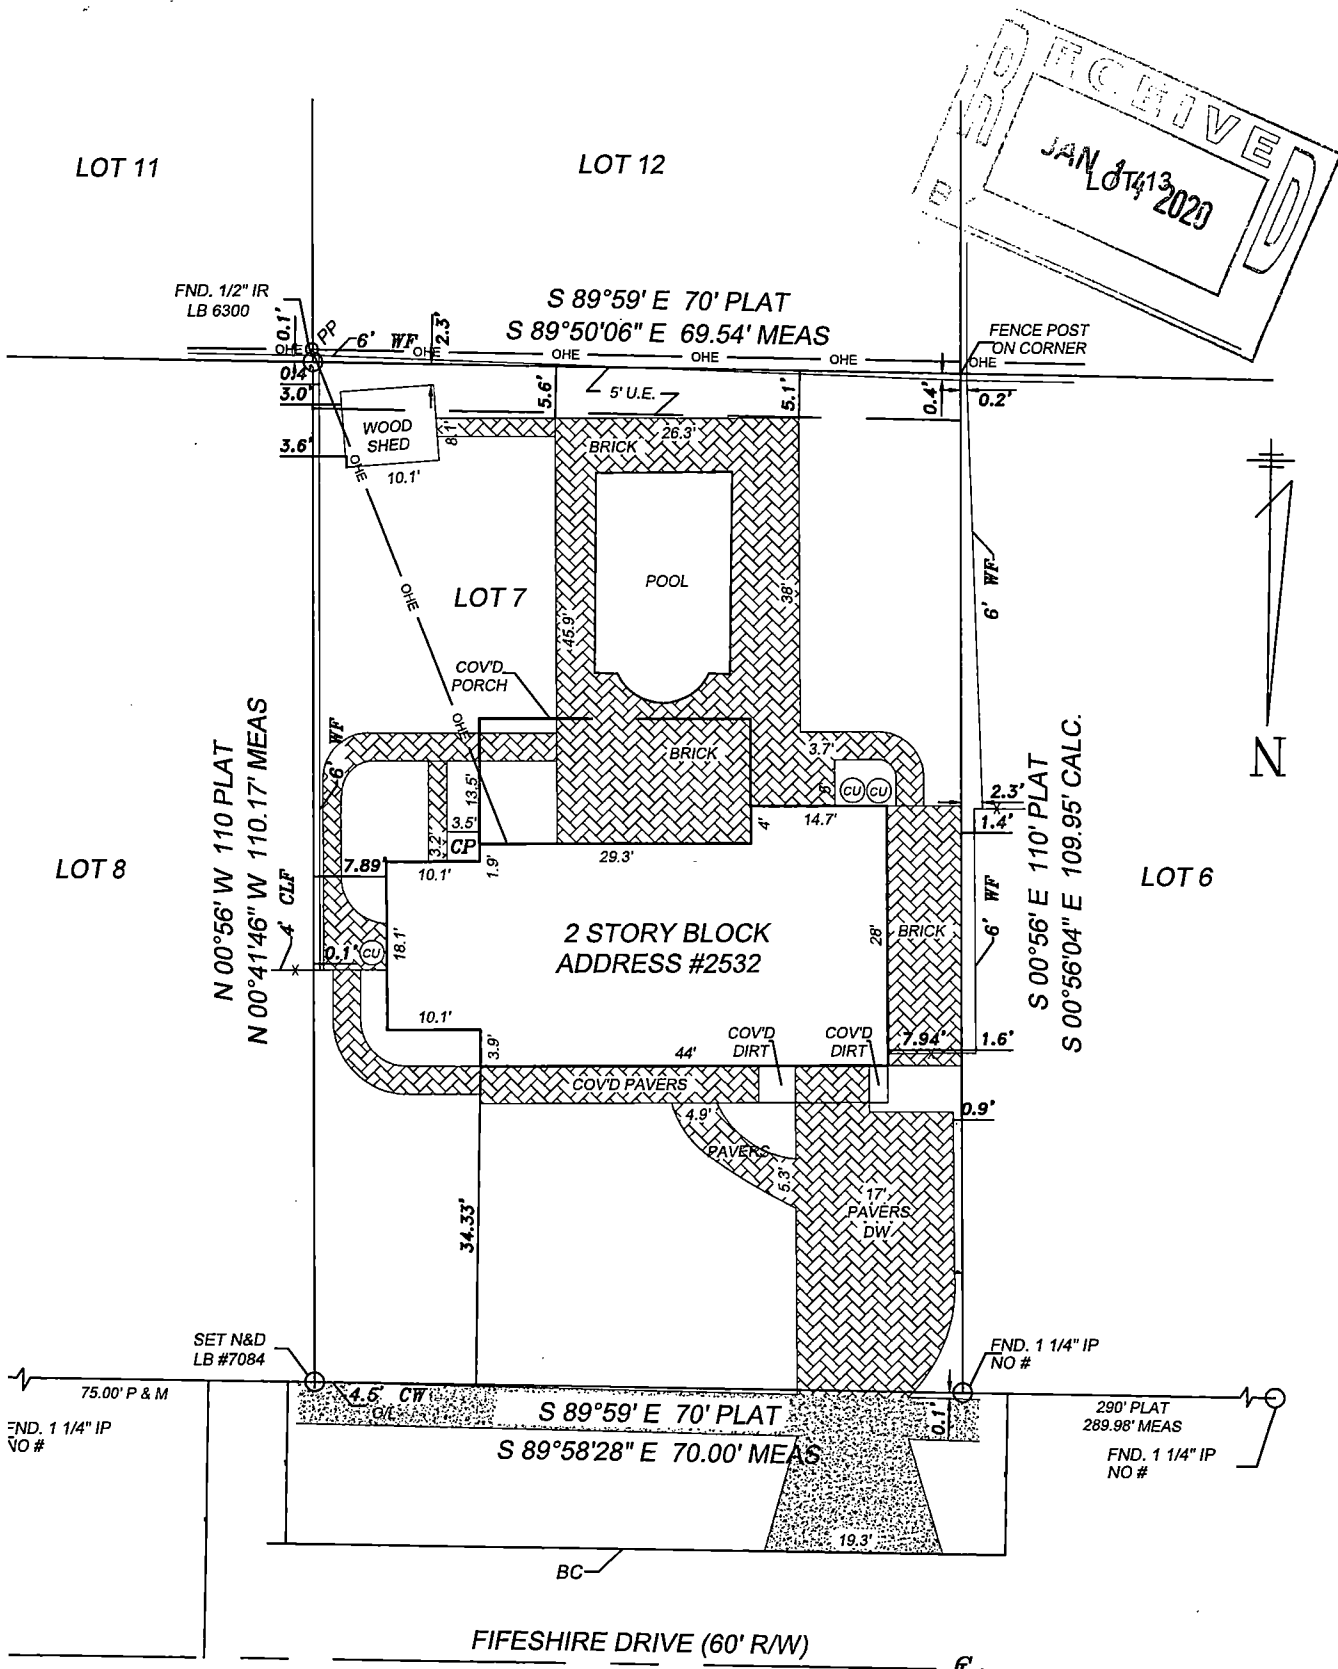 RECEIVED
JAN 14 2020
LOT 13
LOT 11
LOT 12
FND. 1/2" IR
LB 6300
S 89°59' E 70' PLAT
S 89°50'06" E 69.54' MEAS
FENCE POST
ON CORNER
0.1'
PP
6' WF
2.3'
OHE
OHE
OHE
OHE
OHE
OHE
0.4'
3.0'
3.6'
WOOD
SHED
8.1'
10.1'
5.6'
5' U.E.
5.1'
0.4'
0.2'
26.3'
BRICK
OHE
OHE
OHE
POOL
LOT 7
45.9'
38'
6' WF
COV'D
PORCH
BRICK
3.7'
6'
CU
CU
N
N 00°56' W 110 PLAT
N 00°41'46" W 110.17' MEAS
6' WF
13.5'
3.5'
3.2'
CP
1.9'
29.3'
4'
14.7'
2.3'
1.4'
S 00°56' E 110' PLAT
S 00°56'04" E 109.95' CALC.
LOT 8
7.89'
10.1'
LOT 6
4' CLF
0.1'
CU
18.1'
2 STORY BLOCK
ADDRESS #2532
28'
BRICK
6' WF
10.1'
3.9'
44'
COV'D
DIRT
COV'D
DIRT
7.94'
1.6'
COV'D PAVERS
4.9'
0.9'
PAVERS
5.3'
17'
PAVERS
DW
34.33'
SET N&D
LB #7084
FND. 1 1/4" IP
NO #
75.00' P & M
4.5' CW
O/L
S 89°59' E 70' PLAT
S 89°58'28" E 70.00' MEAS
0.1'
290' PLAT
289.98' MEAS
FND. 1 1/4" IP
NO #
FND. 1 1/4" IP
NO #
19.3'
BC
FIFESHIRE DRIVE (60' R/W)